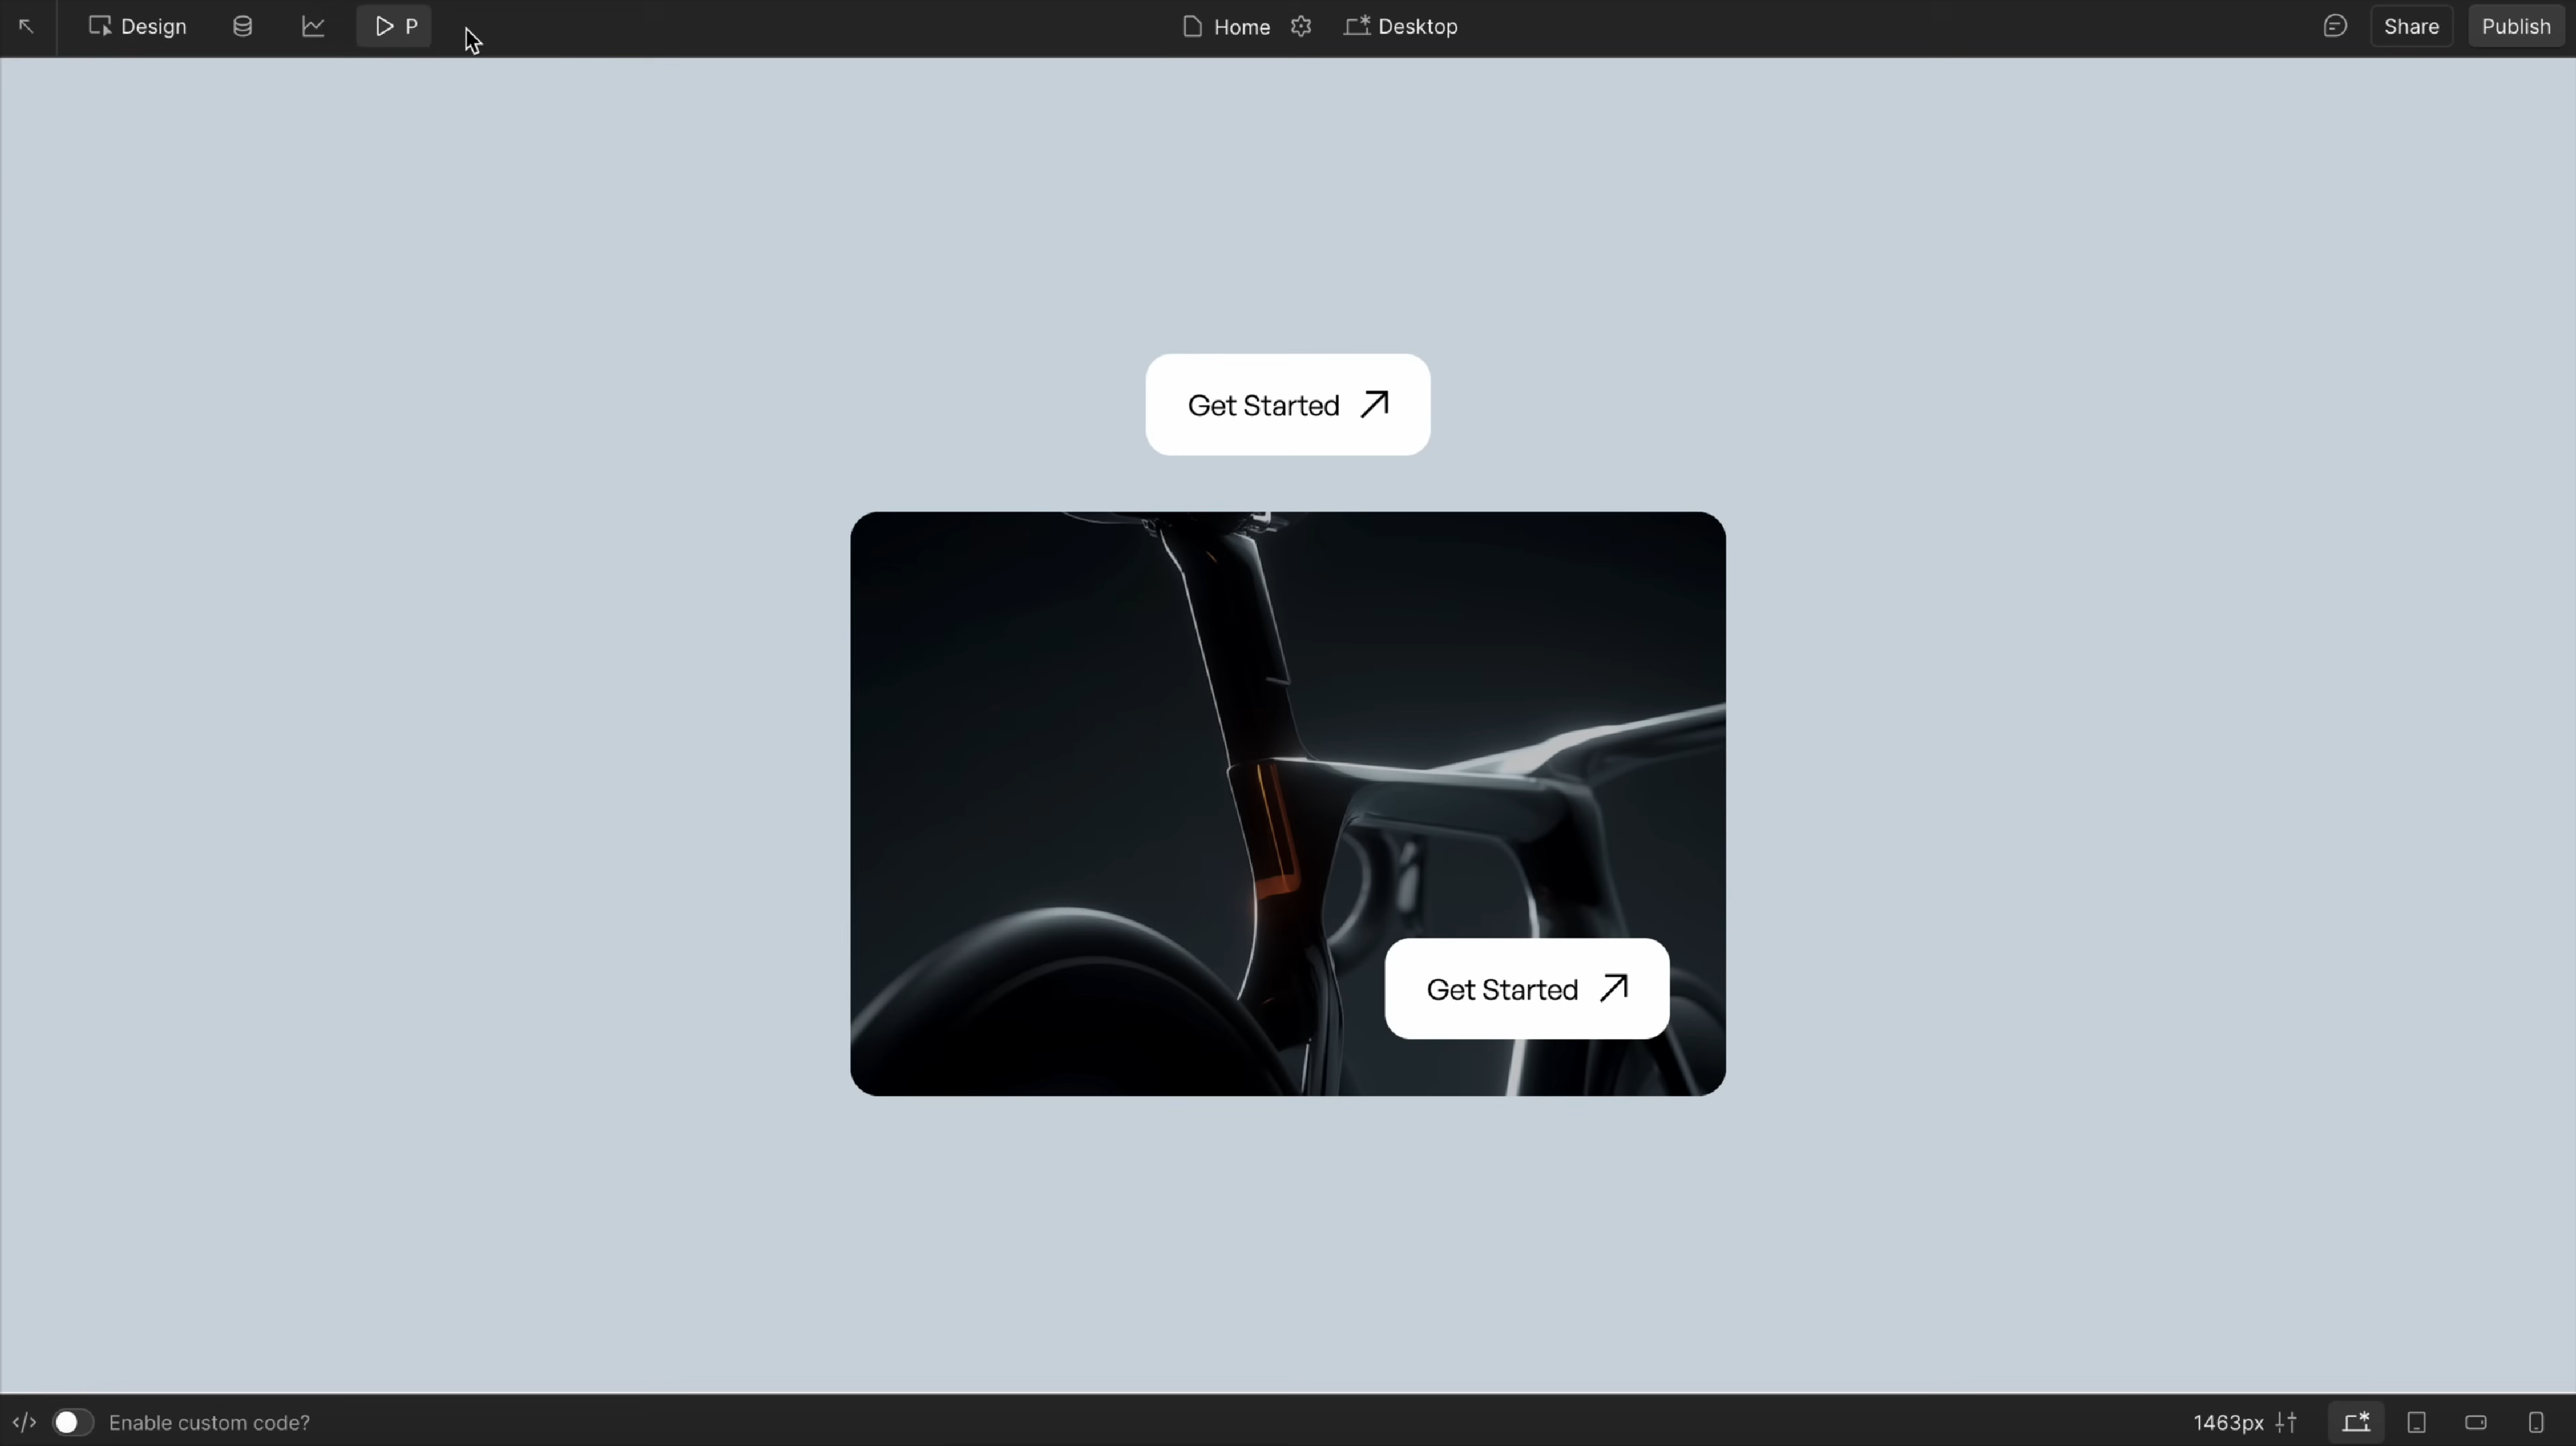 Design
P
Home
Desktop
Share
Publish
Get Started
Get Started
Enable custom code?
1463px